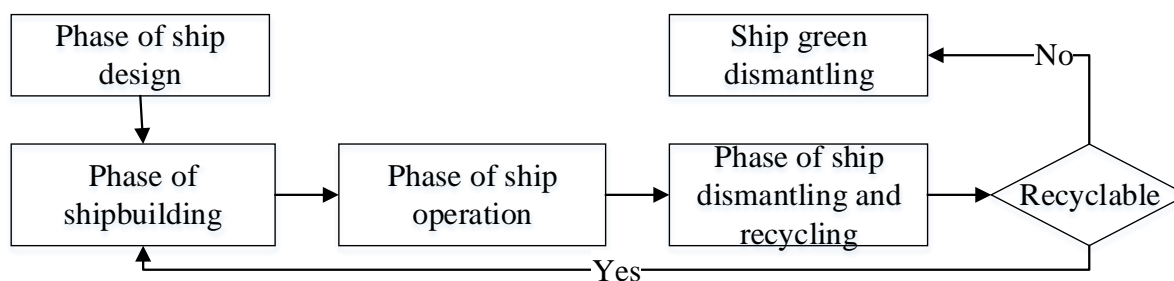 Phase of ship
design
Ship green
dismantling
No
Phase of
shipbuilding
Phase of ship
operation
Phase of ship
dismantling and
recycling
Recyclable
Yes